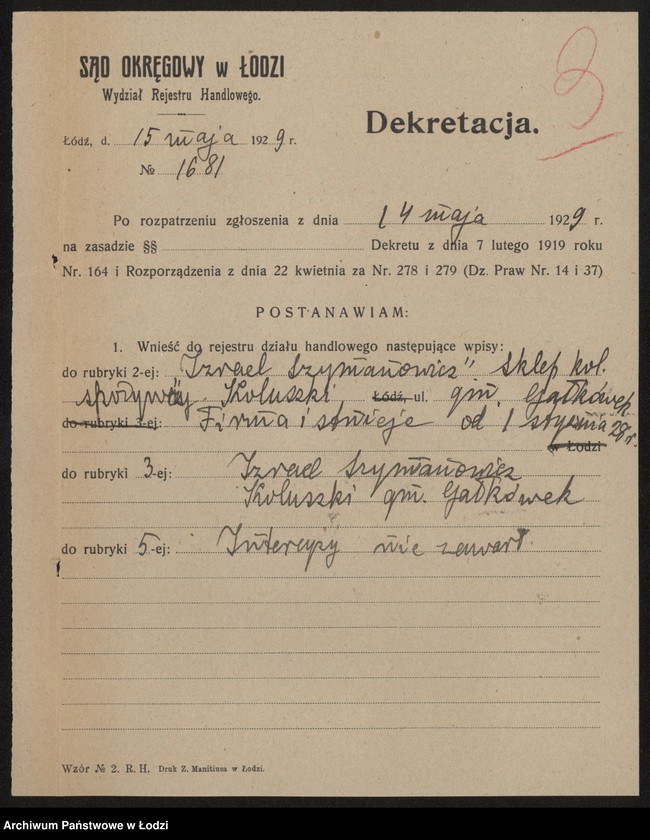 SĄD OKRĘGOWY w ŁODZI
Wydział Rejestru Handlowego.
3
Dekretacja.
Łódź, d. 15 maja 1929 r.
№ 1681
Po rozpatrzeniu zgłoszenia z dnia 14 maja 1929 r.
na zasadzie §§ Dekretu z dnia 7 lutego 1919 roku
Nr. 164 i Rozporządzenia z dnia 22 kwietnia za Nr. 278 i 279 (Dz. Praw Nr. 14 i 37)
POSTANAWIAM:
1. Wnieść do rejestru działu handlowego następujące wpisy:
do rubryki 2-ej: „Izrael Szymanowicz” sklep kol.
spożywczy. Koluszki Łódź, ul. gm. Gałkówek.
do rubryki 3-ej: Firma istnieje od 1 stycznia 29 r.
w Łodzi
do rubryki 3-ej: Izrael Szymanowicz
Koluszki gm. Gałkówek
do rubryki 5-ej: Intercyzy nie zawarł.
Wzór № 2. R. H. Druk Z. Manitiusa w Łodzi.
Archiwum Państwowe w Łodzi